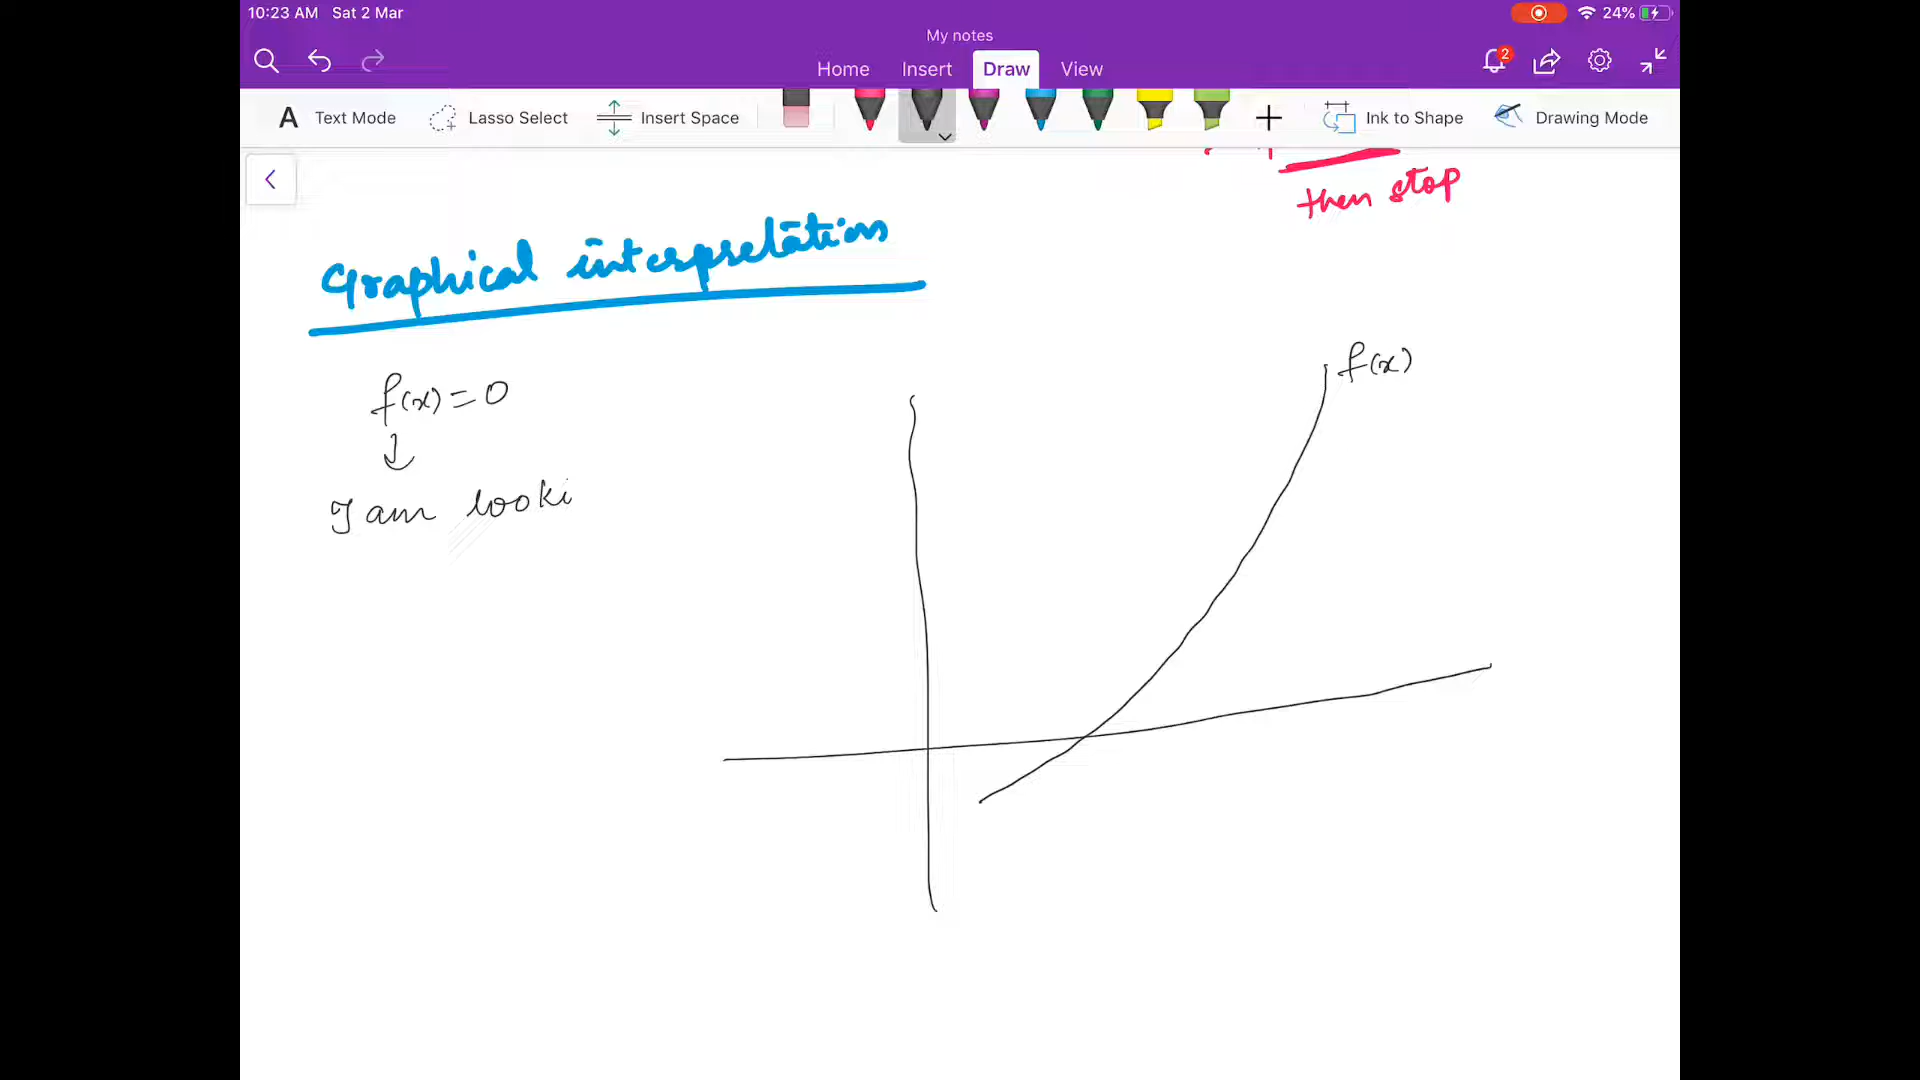 10:23 AM Sat 2 Mar
24%
My notes
2
Home Insert Draw View
A Text Mode Lasso Select Insert Space Ink to Shape Drawing Mode
then stop
Graphical interpretation
f(x)
f(x)=0
I am looki